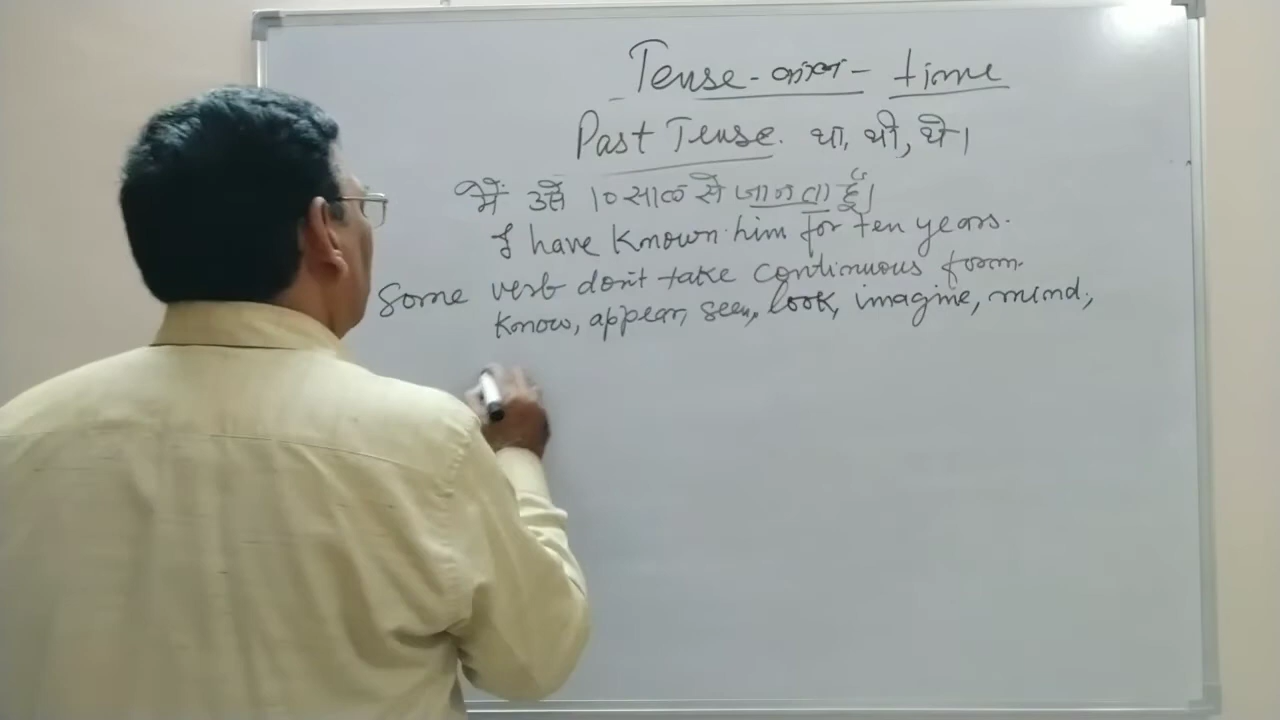 Tense - काल - time
Past Tense. था, थी, थे।
मैं उसे 10 साल से जानता हूँ।
I have known him for ten years.
Some verb don't take continuous form.
know, appear, seem, look, imagine, mind,